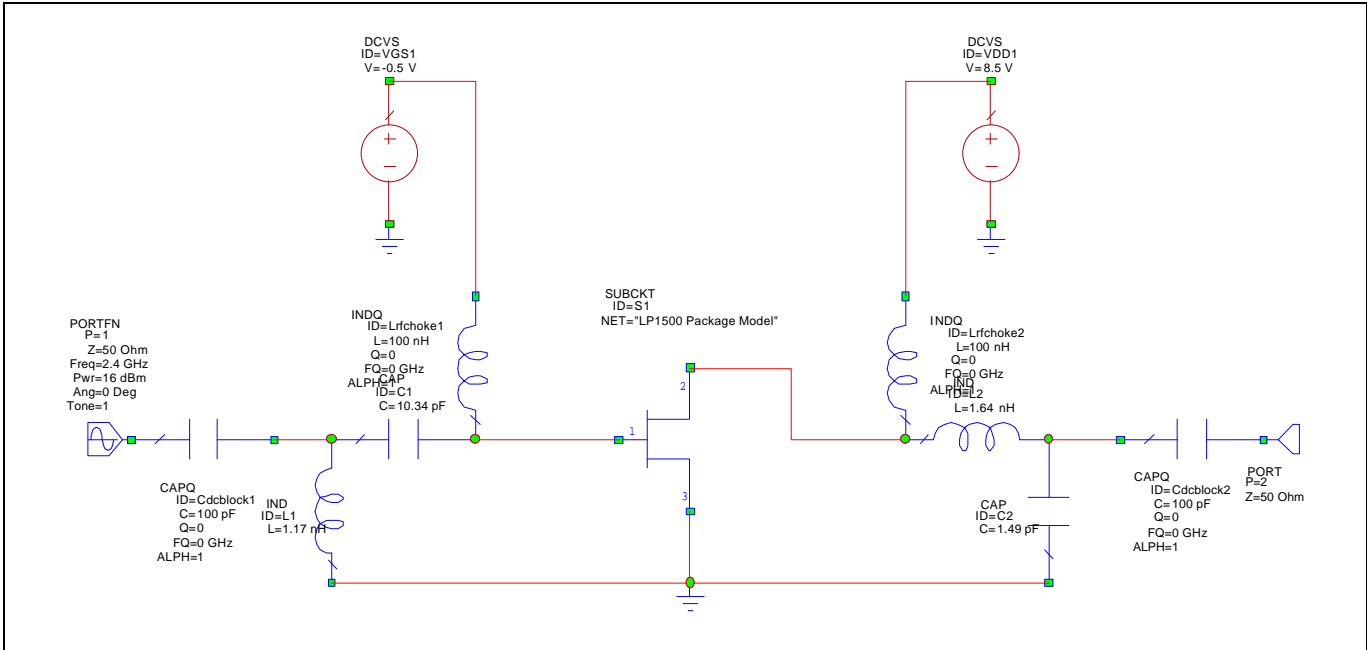 DCVS
ID=VGS1
V=-0.5 V
DCVS
ID=VDD1
V=8.5 V
+
−
+
−
PORTFN
P=1
Z=50 Ohm
Freq=2.4 GHz
Pwr=16 dBm
Ang=0 Deg
Tone=1
INDQ
ID=Lrfchoke1
L=100 nH
Q=0
FQ=0 GHz
ALPH=1
CAP
ID=C1
C=10.34 pF
SUBCKT
ID=S1
NET="LP1500 Package Model"
1
2
3
INDQ
ID=Lrfchoke2
L=100 nH
Q=0
FQ=0 GHz
ALPH=1
IND
ID=L2
L=1.64 nH
CAPQ
ID=Cdcblock1
C=100 pF
Q=0
FQ=0 GHz
ALPH=1
IND
ID=L1
L=1.17 nH
CAP
ID=C2
C=1.49 pF
CAPQ
ID=Cdcblock2
C=100 pF
Q=0
FQ=0 GHz
ALPH=1
PORT
P=2
Z=50 Ohm